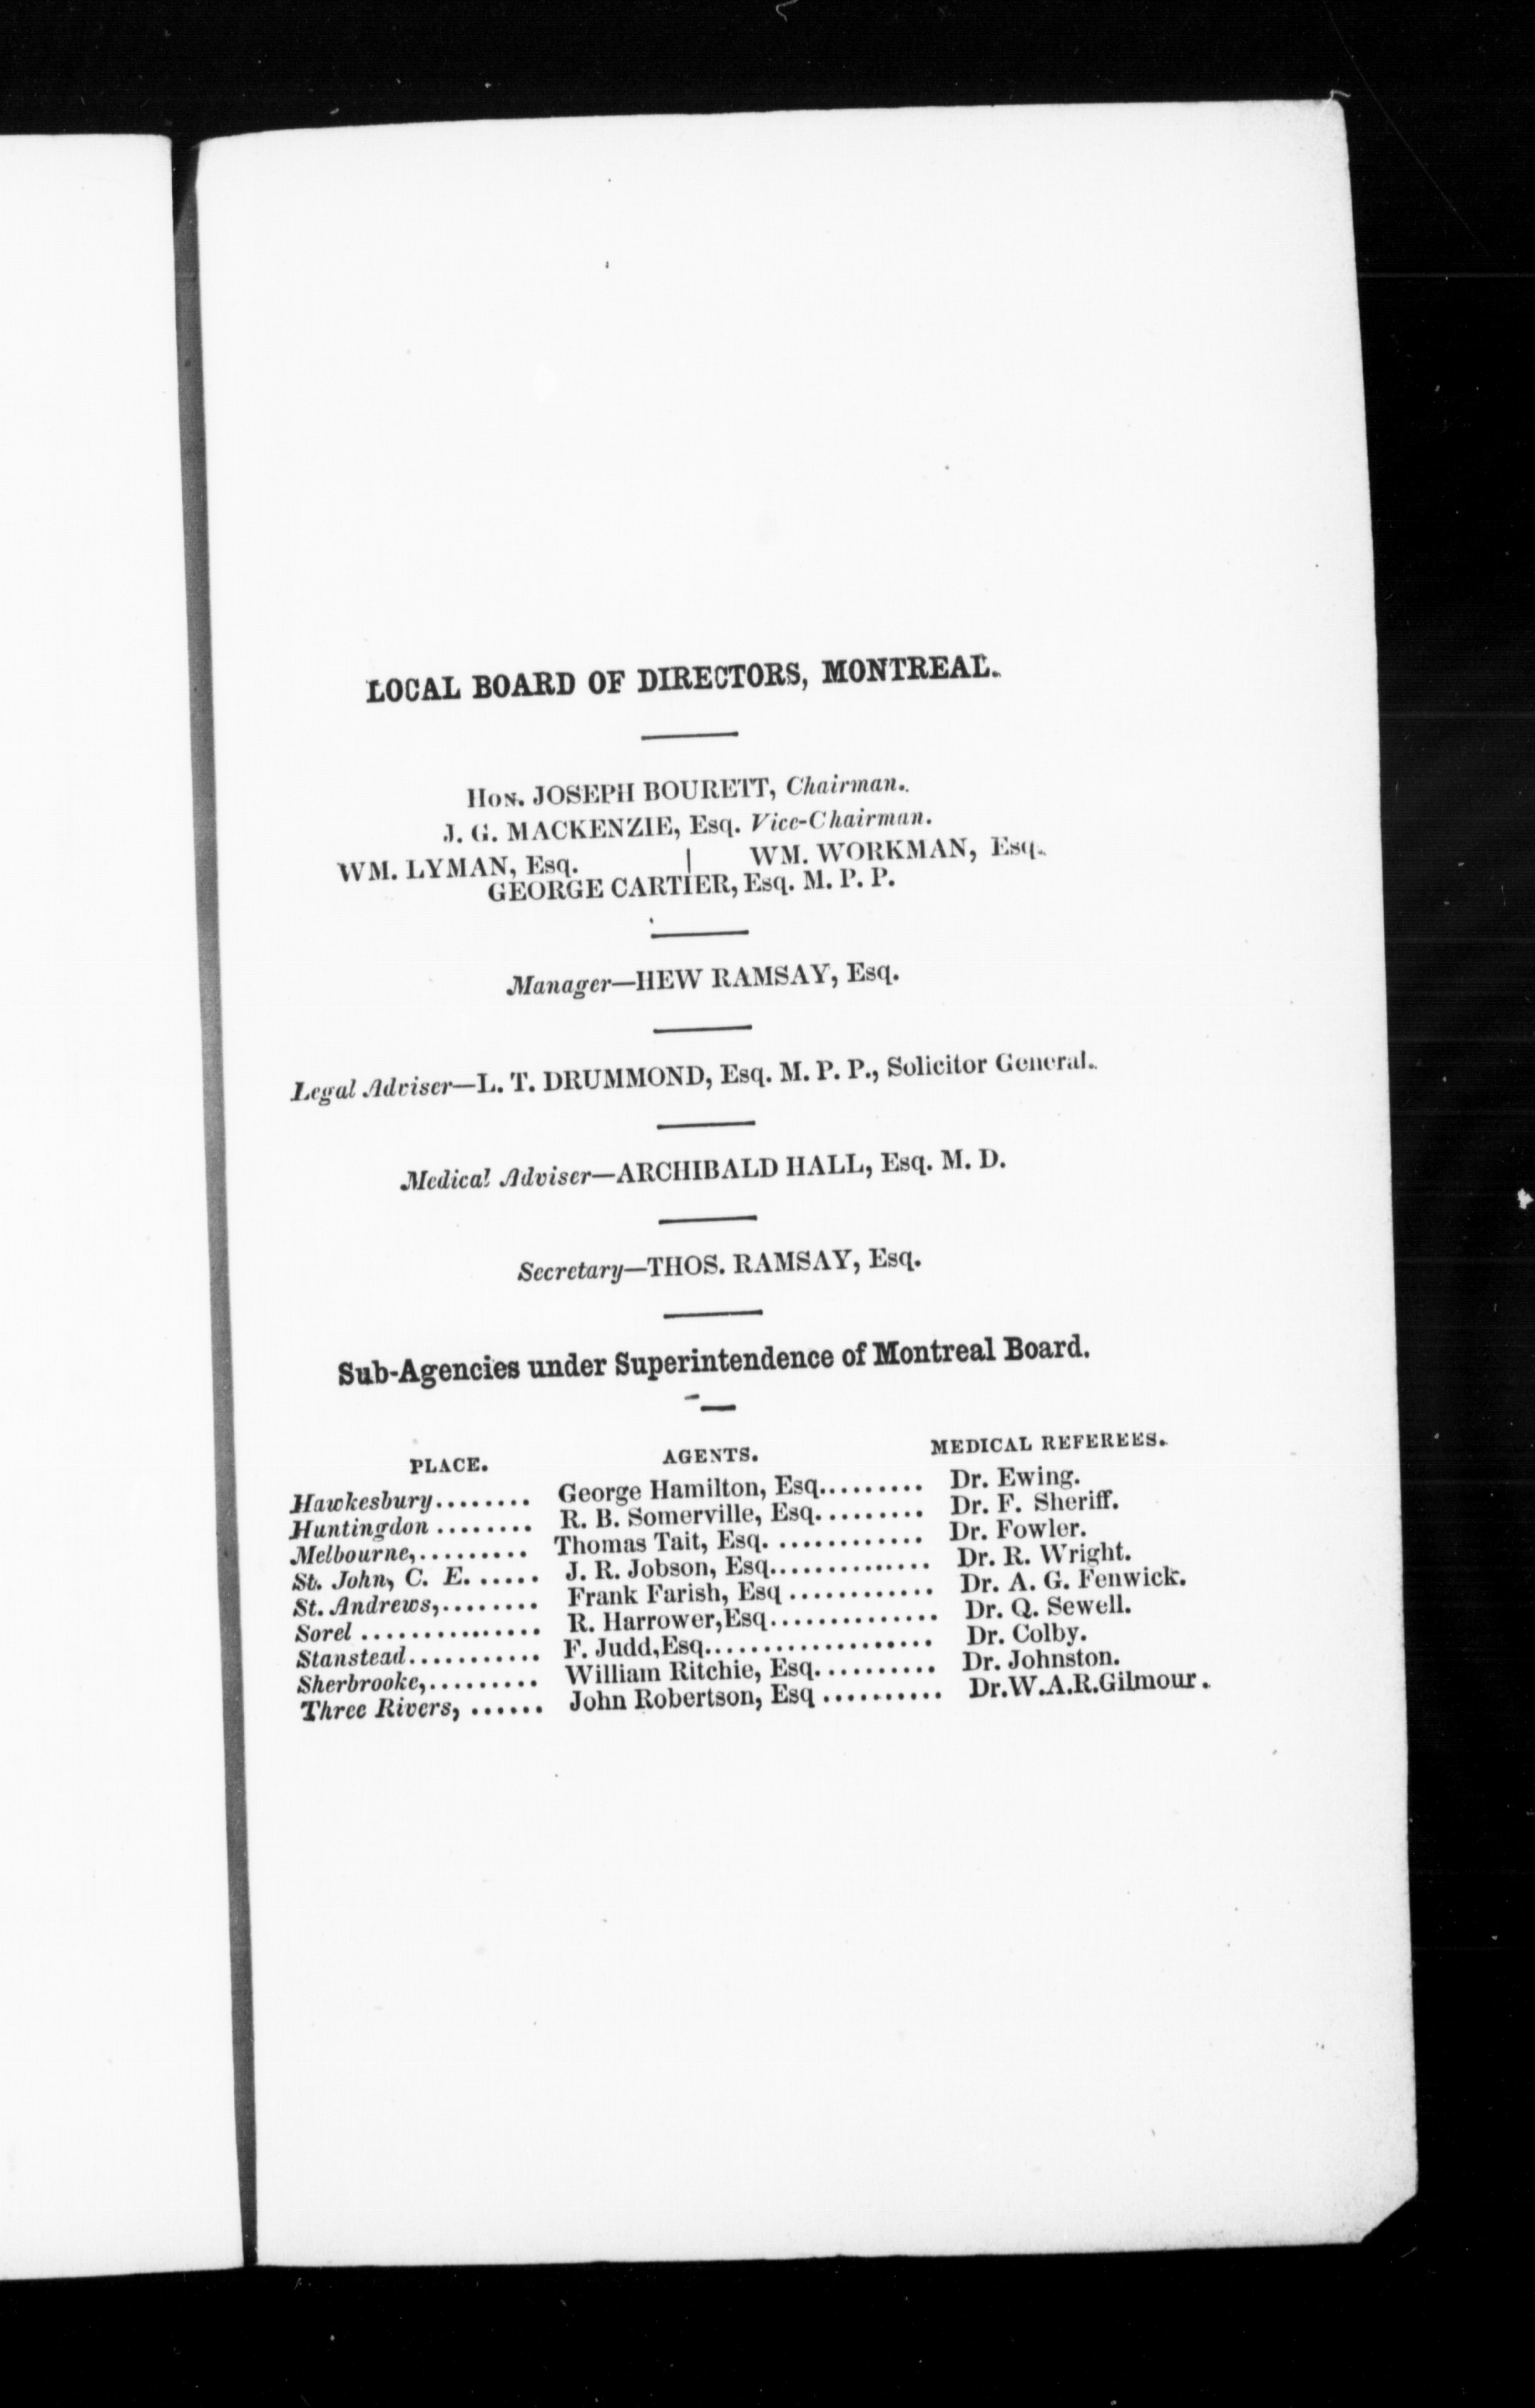 LOCAL BOARD OF DIRECTORS, MONTREAL.
Hon. JOSEPH BOURETT, Chairman.
J. G. MACKENZIE, Esq. Vice-Chairman.
WM. LYMAN, Esq. | WM. WORKMAN, Esq.
GEORGE CARTIER, Esq. M. P. P.
Manager—HEW RAMSAY, Esq.
Legal Adviser—L. T. DRUMMOND, Esq. M. P. P., Solicitor General.
Medical Adviser—ARCHIBALD HALL, Esq. M. D.
Secretary—THOS. RAMSAY, Esq.
Sub-Agencies under Superintendence of Montreal Board.
PLACE. AGENTS. MEDICAL REFEREES.
Hawkesbury........ George Hamilton, Esq......... Dr. Ewing.
Huntingdon ........ R. B. Somerville, Esq......... Dr. F. Sheriff.
Melbourne,......... Thomas Tait, Esq. ............ Dr. Fowler.
St. John, C. E. ...... J. R. Jobson, Esq.............. Dr. R. Wright.
St. Andrews,........ Frank Farish, Esq ............ Dr. A. G. Fenwick.
Sorel ............... R. Harrower,Esq.............. Dr. Q. Sewell.
Stanstead........... F. Judd,Esq................... Dr. Colby.
Sherbrooke,......... William Ritchie, Esq.......... Dr. Johnston.
Three Rivers, ...... John Robertson, Esq .......... Dr.W.A.R.Gilmour.